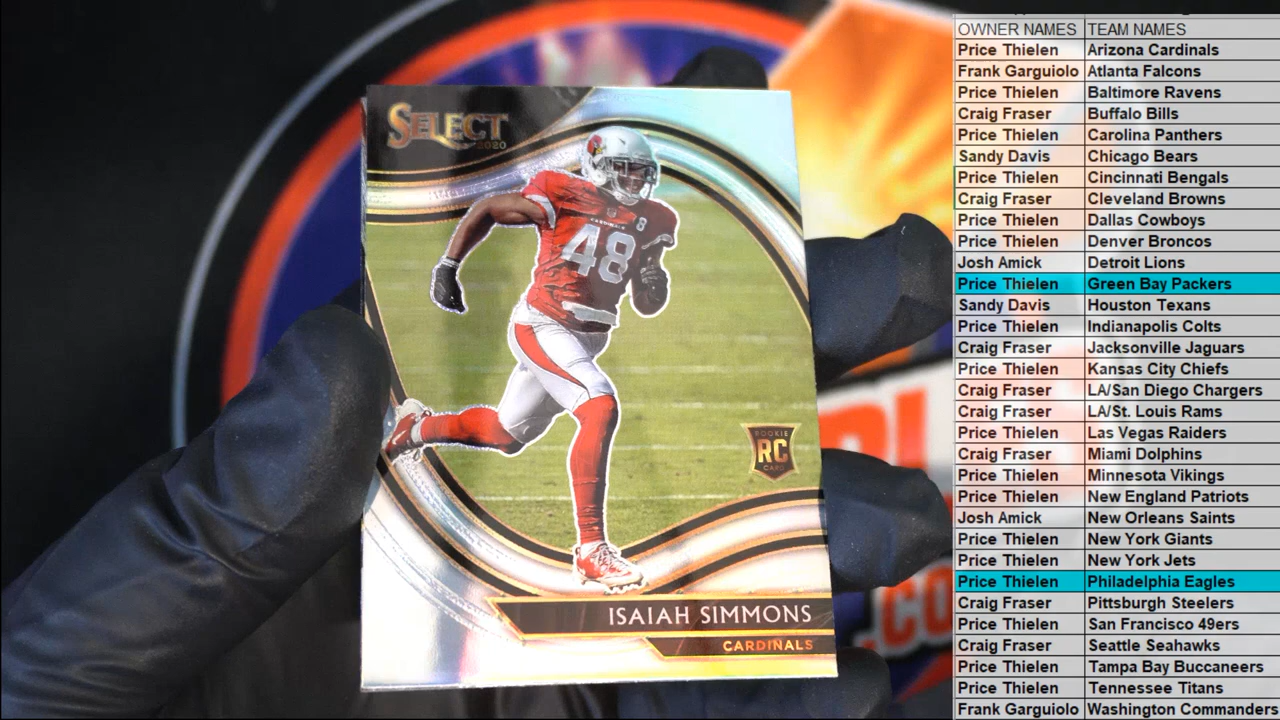 SELECT
2020
48
8
ROOKIE
RC
CARD
ISAIAH SIMMONS
CARDINALS
.CO
OWNER NAMES TEAM NAMES
Price Thielen Arizona Cardinals
Frank Garguiolo Atlanta Falcons
Price Thielen Baltimore Ravens
Craig Fraser Buffalo Bills
Price Thielen Carolina Panthers
Sandy Davis Chicago Bears
Price Thielen Cincinnati Bengals
Craig Fraser Cleveland Browns
Price Thielen Dallas Cowboys
Price Thielen Denver Broncos
Josh Amick Detroit Lions
Price Thielen Green Bay Packers
Sandy Davis Houston Texans
Price Thielen Indianapolis Colts
Craig Fraser Jacksonville Jaguars
Price Thielen Kansas City Chiefs
Craig Fraser LA/San Diego Chargers
Craig Fraser LA/St. Louis Rams
Price Thielen Las Vegas Raiders
Craig Fraser Miami Dolphins
Price Thielen Minnesota Vikings
Price Thielen New England Patriots
Josh Amick New Orleans Saints
Price Thielen New York Giants
Price Thielen New York Jets
Price Thielen Philadelphia Eagles
Craig Fraser Pittsburgh Steelers
Price Thielen San Francisco 49ers
Craig Fraser Seattle Seahawks
Price Thielen Tampa Bay Buccaneers
Price Thielen Tennessee Titans
Frank Garguiolo Washington Commanders